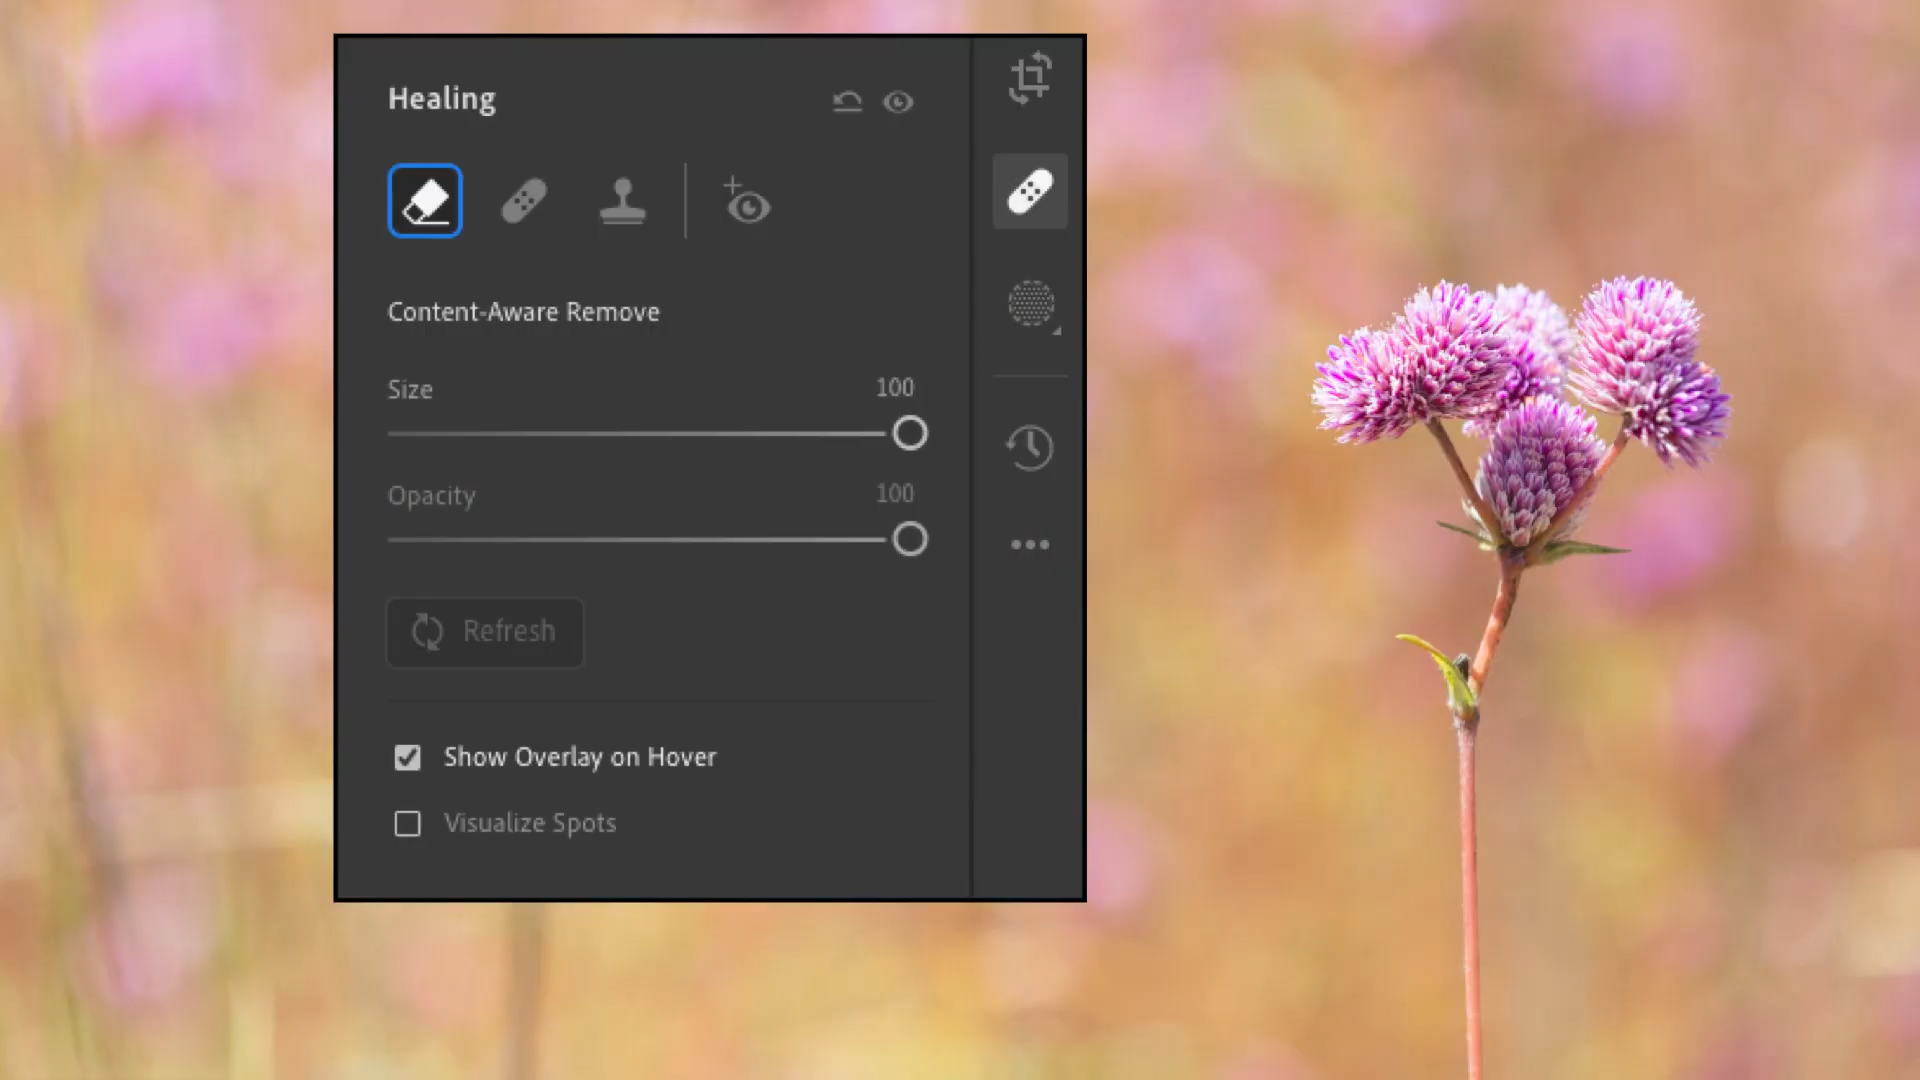 Healing
Content-Aware Remove
Size 100
Opacity 100
Refresh
Show Overlay on Hover
Visualize Spots